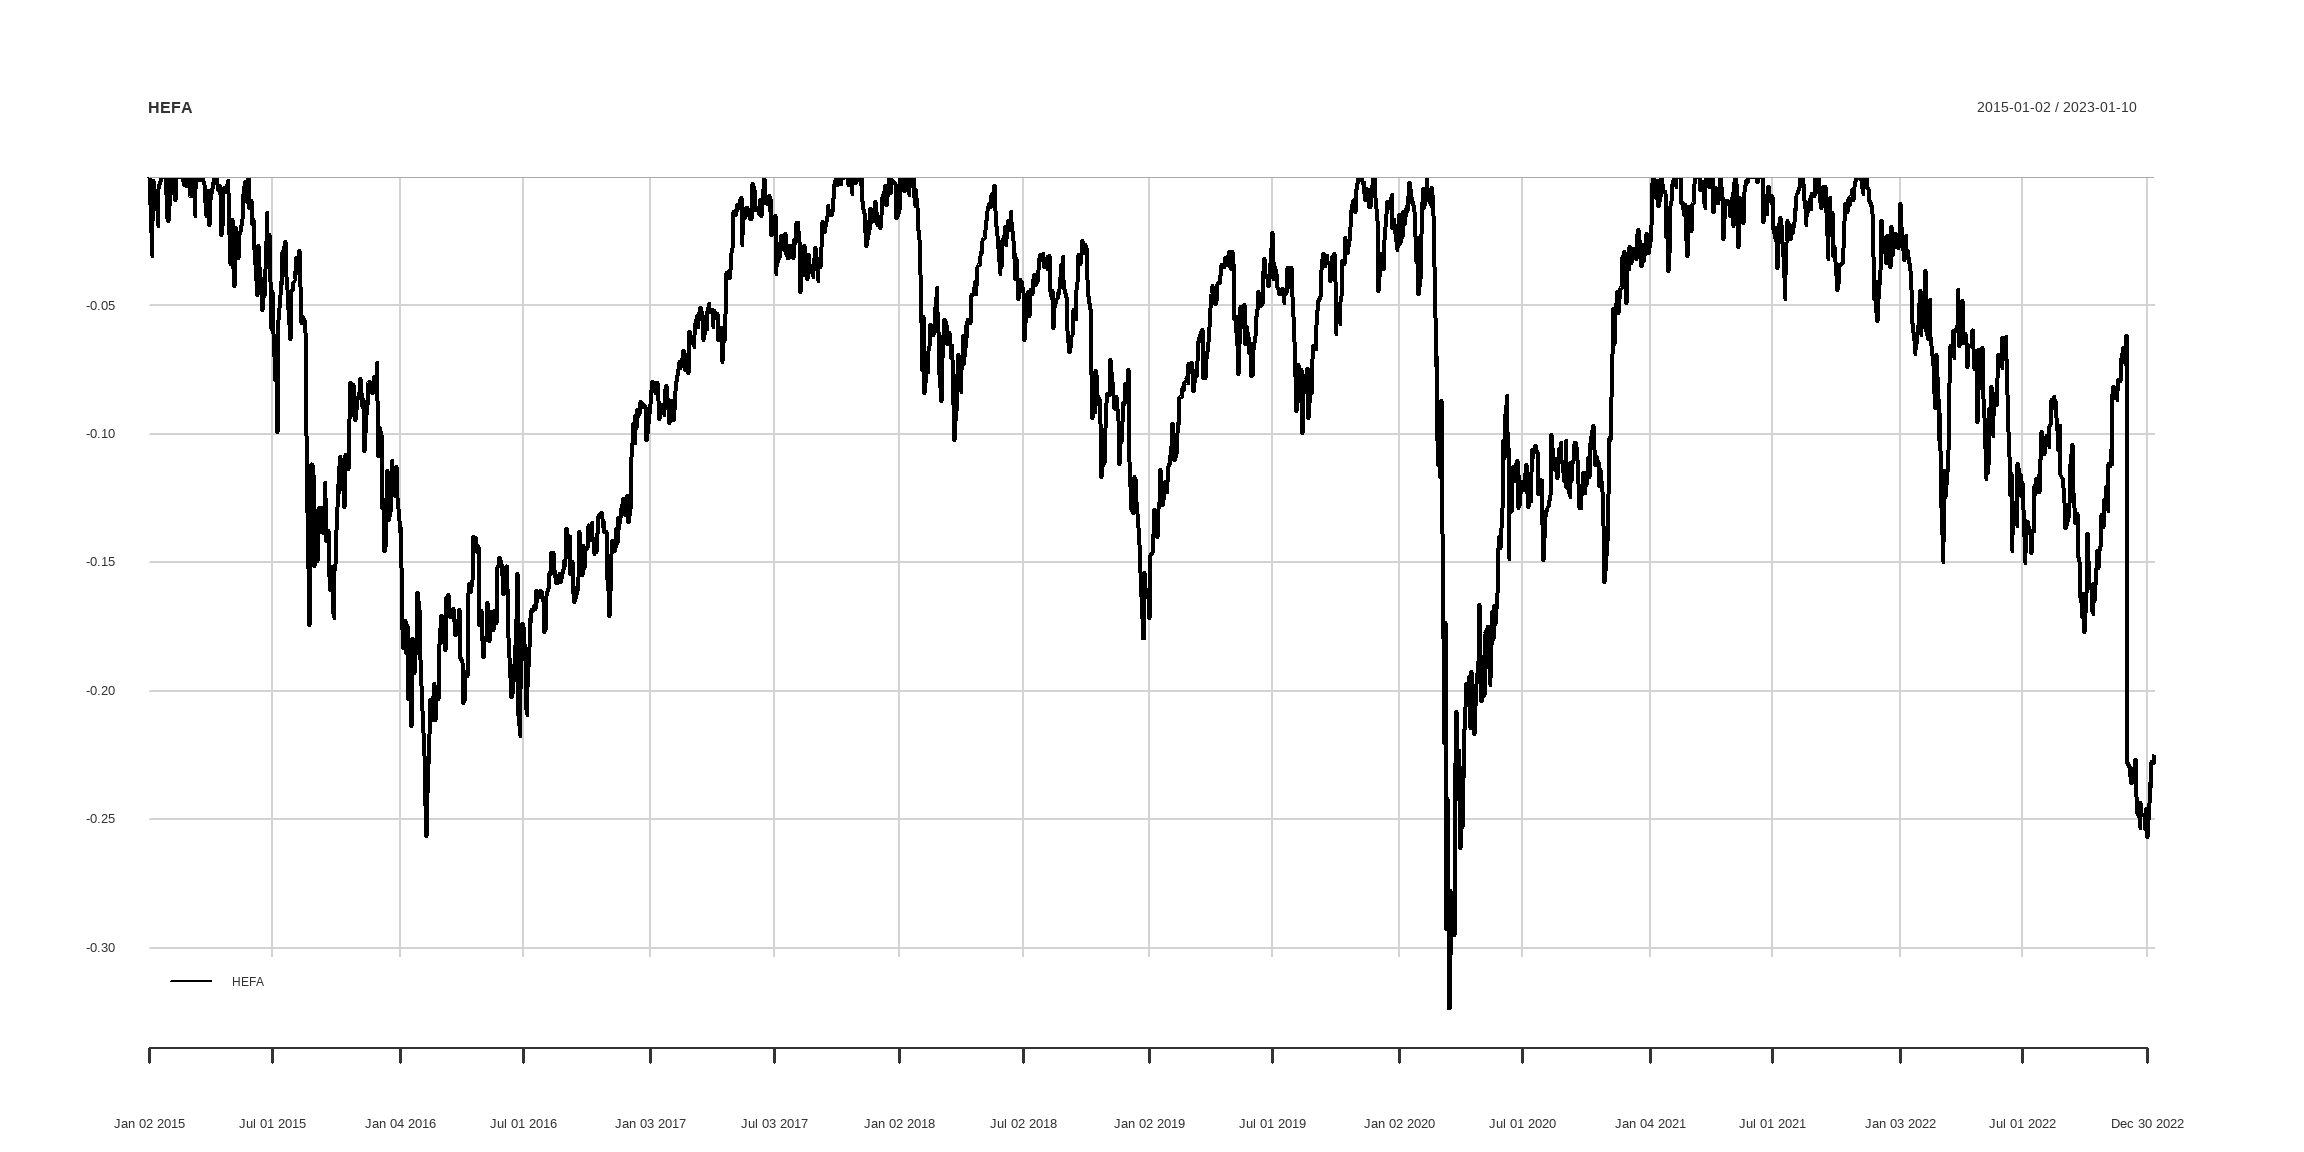 HEFA
2015-01-02 / 2023-01-10
-0.05
-0.10
-0.15
-0.20
-0.25
-0.30
HEFA
Jan 02 2015
Jul 01 2015
Jan 04 2016
Jul 01 2016
Jan 03 2017
Jul 03 2017
Jan 02 2018
Jul 02 2018
Jan 02 2019
Jul 01 2019
Jan 02 2020
Jul 01 2020
Jan 04 2021
Jul 01 2021
Jan 03 2022
Jul 01 2022
Dec 30 2022